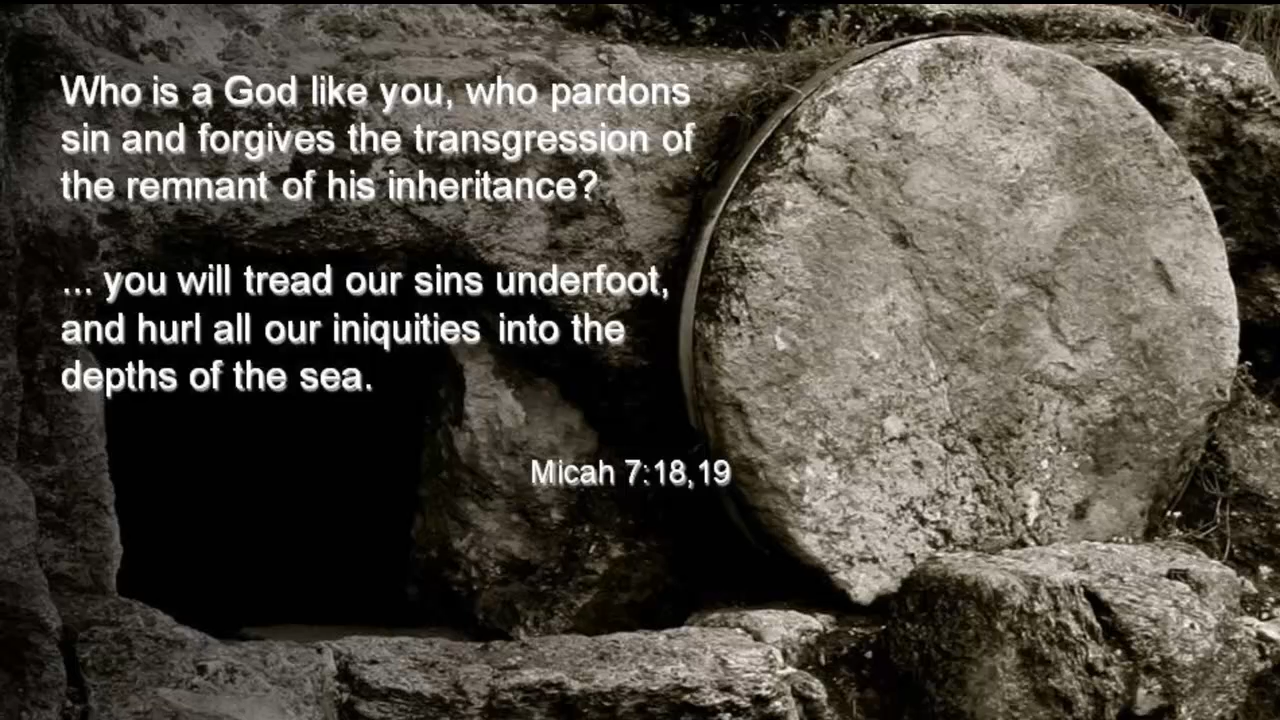 Who is a God like you, who pardons
sin and forgives the transgression of
the remnant of his inheritance?
... you will tread our sins underfoot,
and hurl all our iniquities into the
depths of the sea.
Micah 7:18,19